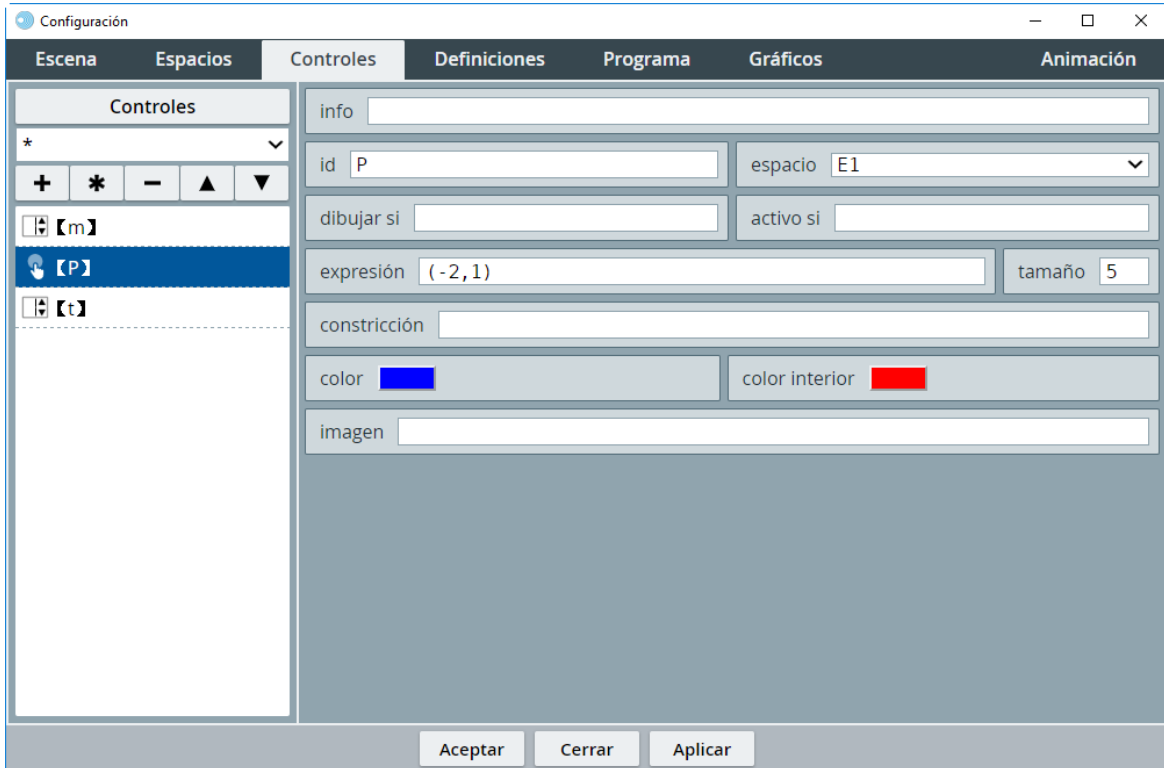 Configuración
Escena Espacios Controles Definiciones Programa Gráficos Animación
Controles
*
+ * − ▲ ▼
【m】
【P】
【t】
info
id P espacio E1
dibujar si activo si
expresión (-2,1) tamaño 5
constricción
color color interior
imagen
Aceptar Cerrar Aplicar